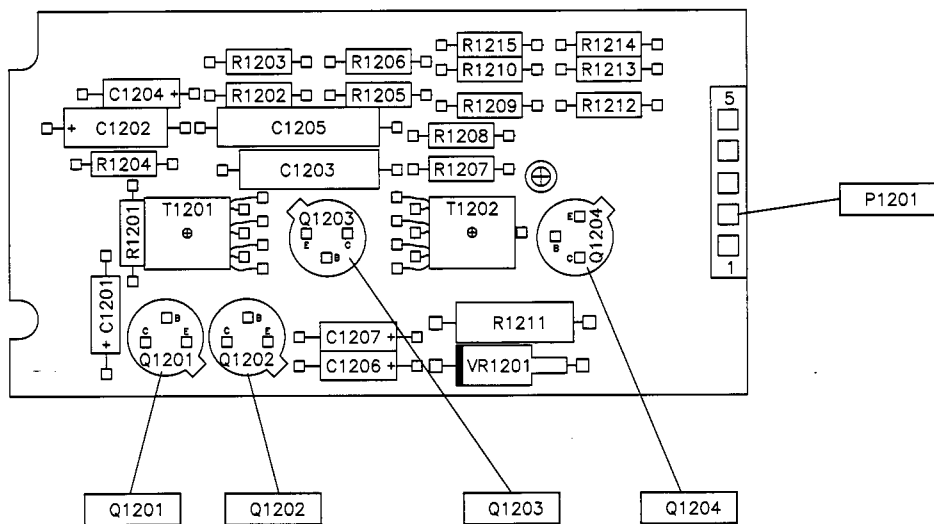 R1215 R1214
R1203 R1206 R1210 R1213
C1204 + R1202 R1205 R1209 R1212 5
+ C1202 C1205 R1208
R1204 C1203 R1207
R1201 T1201 Q1203 E C B T1202 E B C Q1204 P1201
1
+ C1201 C B E Q1201 C B E Q1202 C1207 + R1211
C1206 + VR1201
Q1201 Q1202 Q1203 Q1204